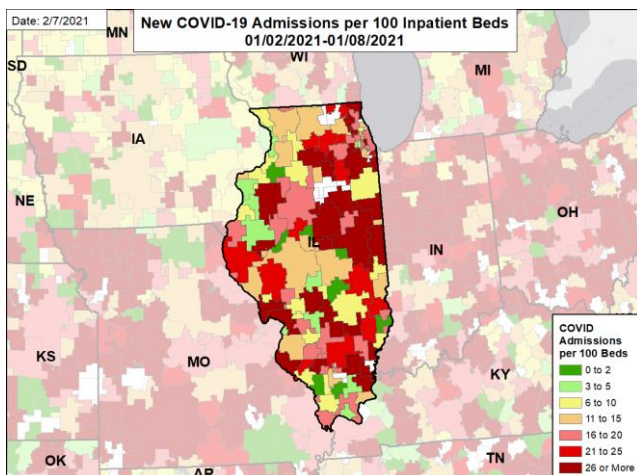 Date: 2/7/2021
New COVID-19 Admissions per 100 Inpatient Beds
01/02/2021-01/08/2021
MN
SD
WI
MI
IA
NE
IL
IN
OH
KS
MO
KY
OK
AR
TN
COVID
Admissions
per 100 Beds
0 to 2
3 to 5
6 to 10
11 to 15
16 to 20
21 to 25
26 or More